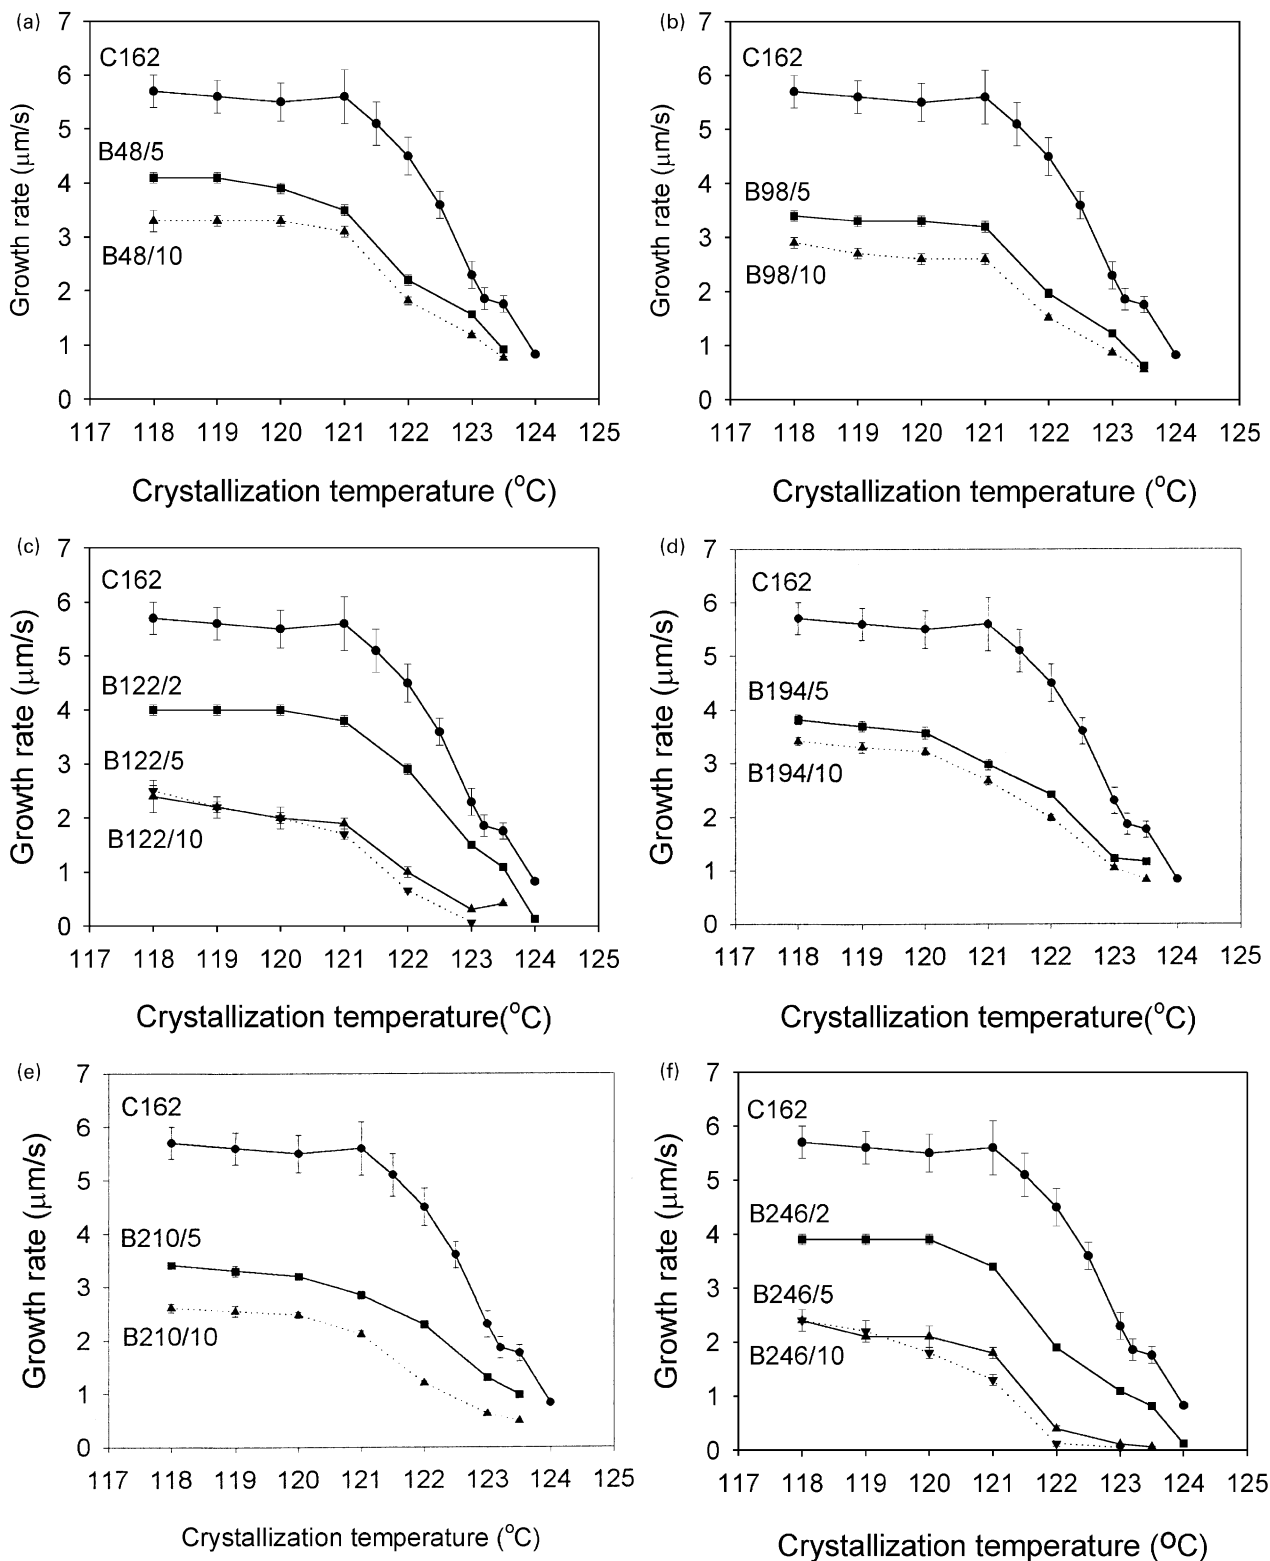 (a)
7
6
5
4
3
2
1
0
Growth rate (μm/s)
C162
B48/5
B48/10
117 118 119 120 121 122 123 124 125
Crystallization temperature (°C)
(b)
7
6
5
4
3
2
1
0
Growth rate (μm/s)
C162
B98/5
B98/10
117 118 119 120 121 122 123 124 125
Crystallization temperature (°C)
(c)
7
6
5
4
3
2
1
0
Growth rate (μm/s)
C162
B122/2
B122/5
B122/10
117 118 119 120 121 122 123 124 125
Crystallization temperature(°C)
(d)
7
6
5
4
3
2
1
0
Growth rate (μm/s)
C162
B194/5
B194/10
117 118 119 120 121 122 123 124 125
Crystallization temperature(°C)
(e)
7
6
5
4
3
2
1
0
Growth rate (μm/s)
C162
B210/5
B210/10
117 118 119 120 121 122 123 124 125
Crystallization temperature (°C)
(f)
7
6
5
4
3
2
1
0
Growth rate (μm/s)
C162
B246/2
B246/5
B246/10
117 118 119 120 121 122 123 124 125
Crystallization temperature (°C)